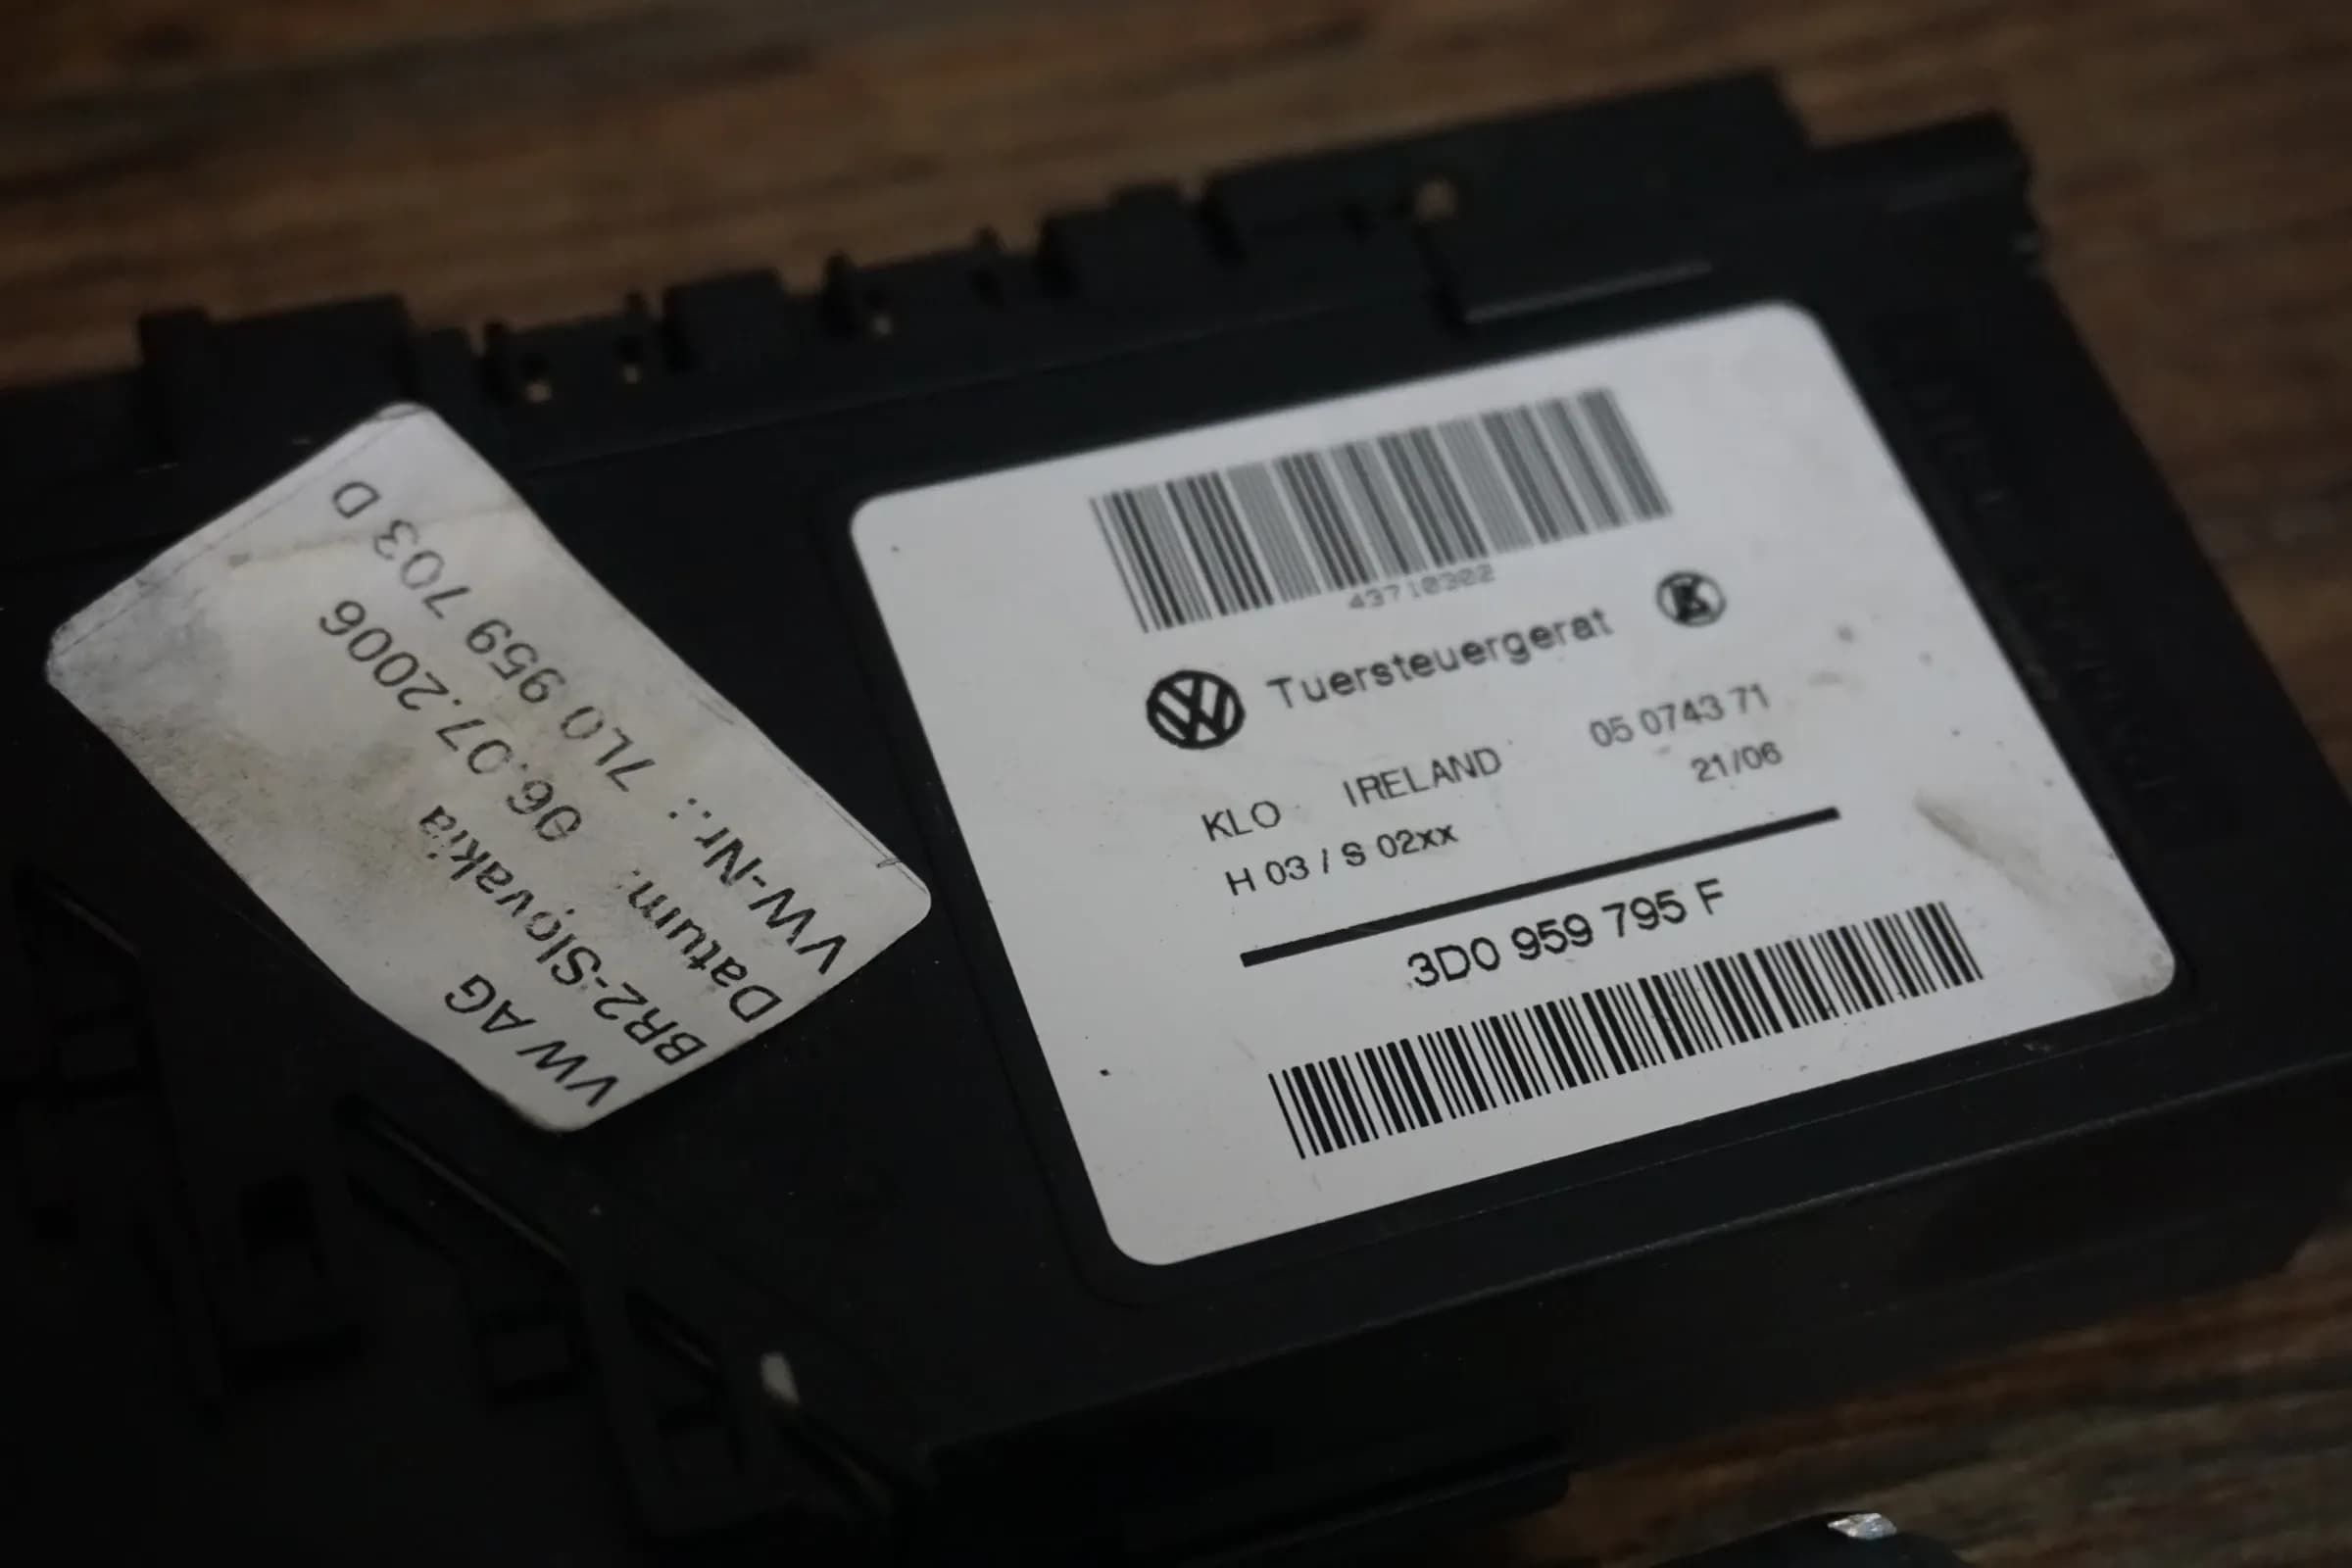 VW AG
BR2-Slovakia
Datum: 06.07.2006
VW-Nr.: 7L0 959 703 D
43710302
Tuersteuergerat
KLO IRELAND 05 0743 71
H 03 / S 02xx 21/06
3D0 959 795 F